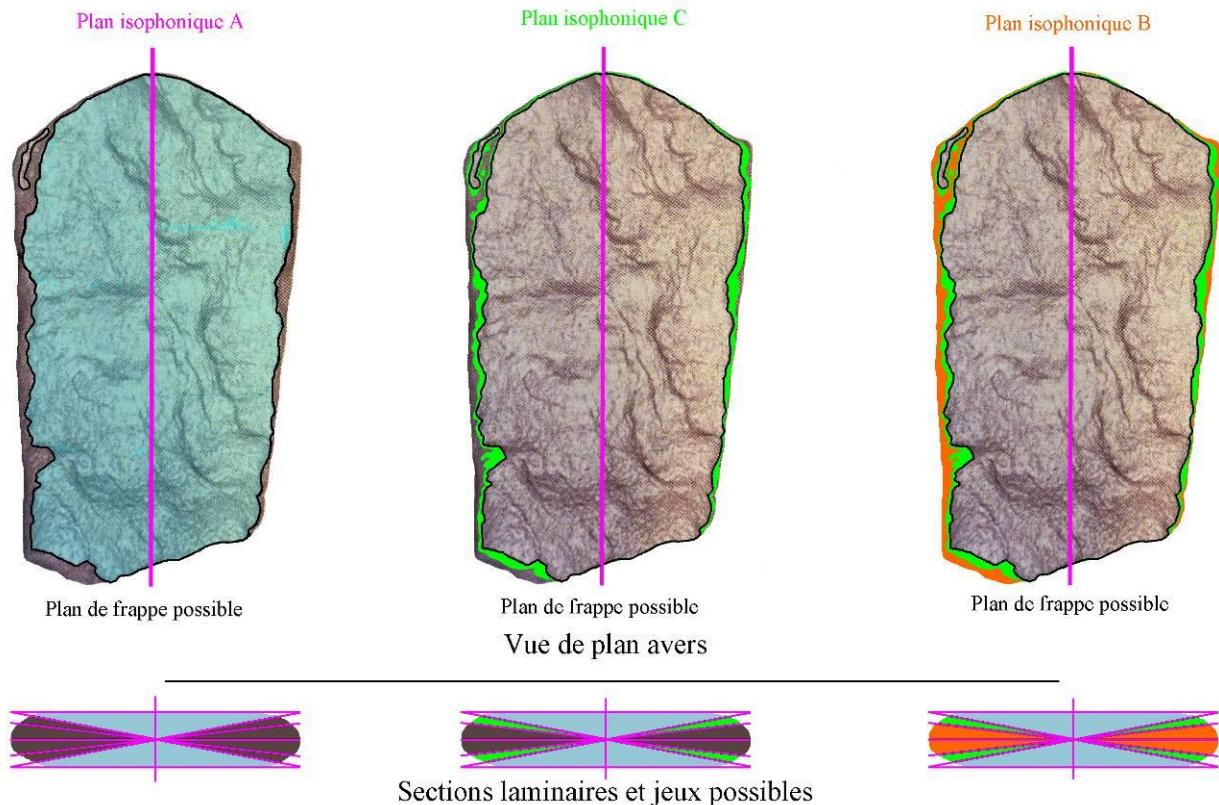 Plan isophonique A
Plan isophonique C
Plan isophonique B
Plan de frappe possible
Plan de frappe possible
Plan de frappe possible
Vue de plan avers
Sections laminaires et jeux possibles